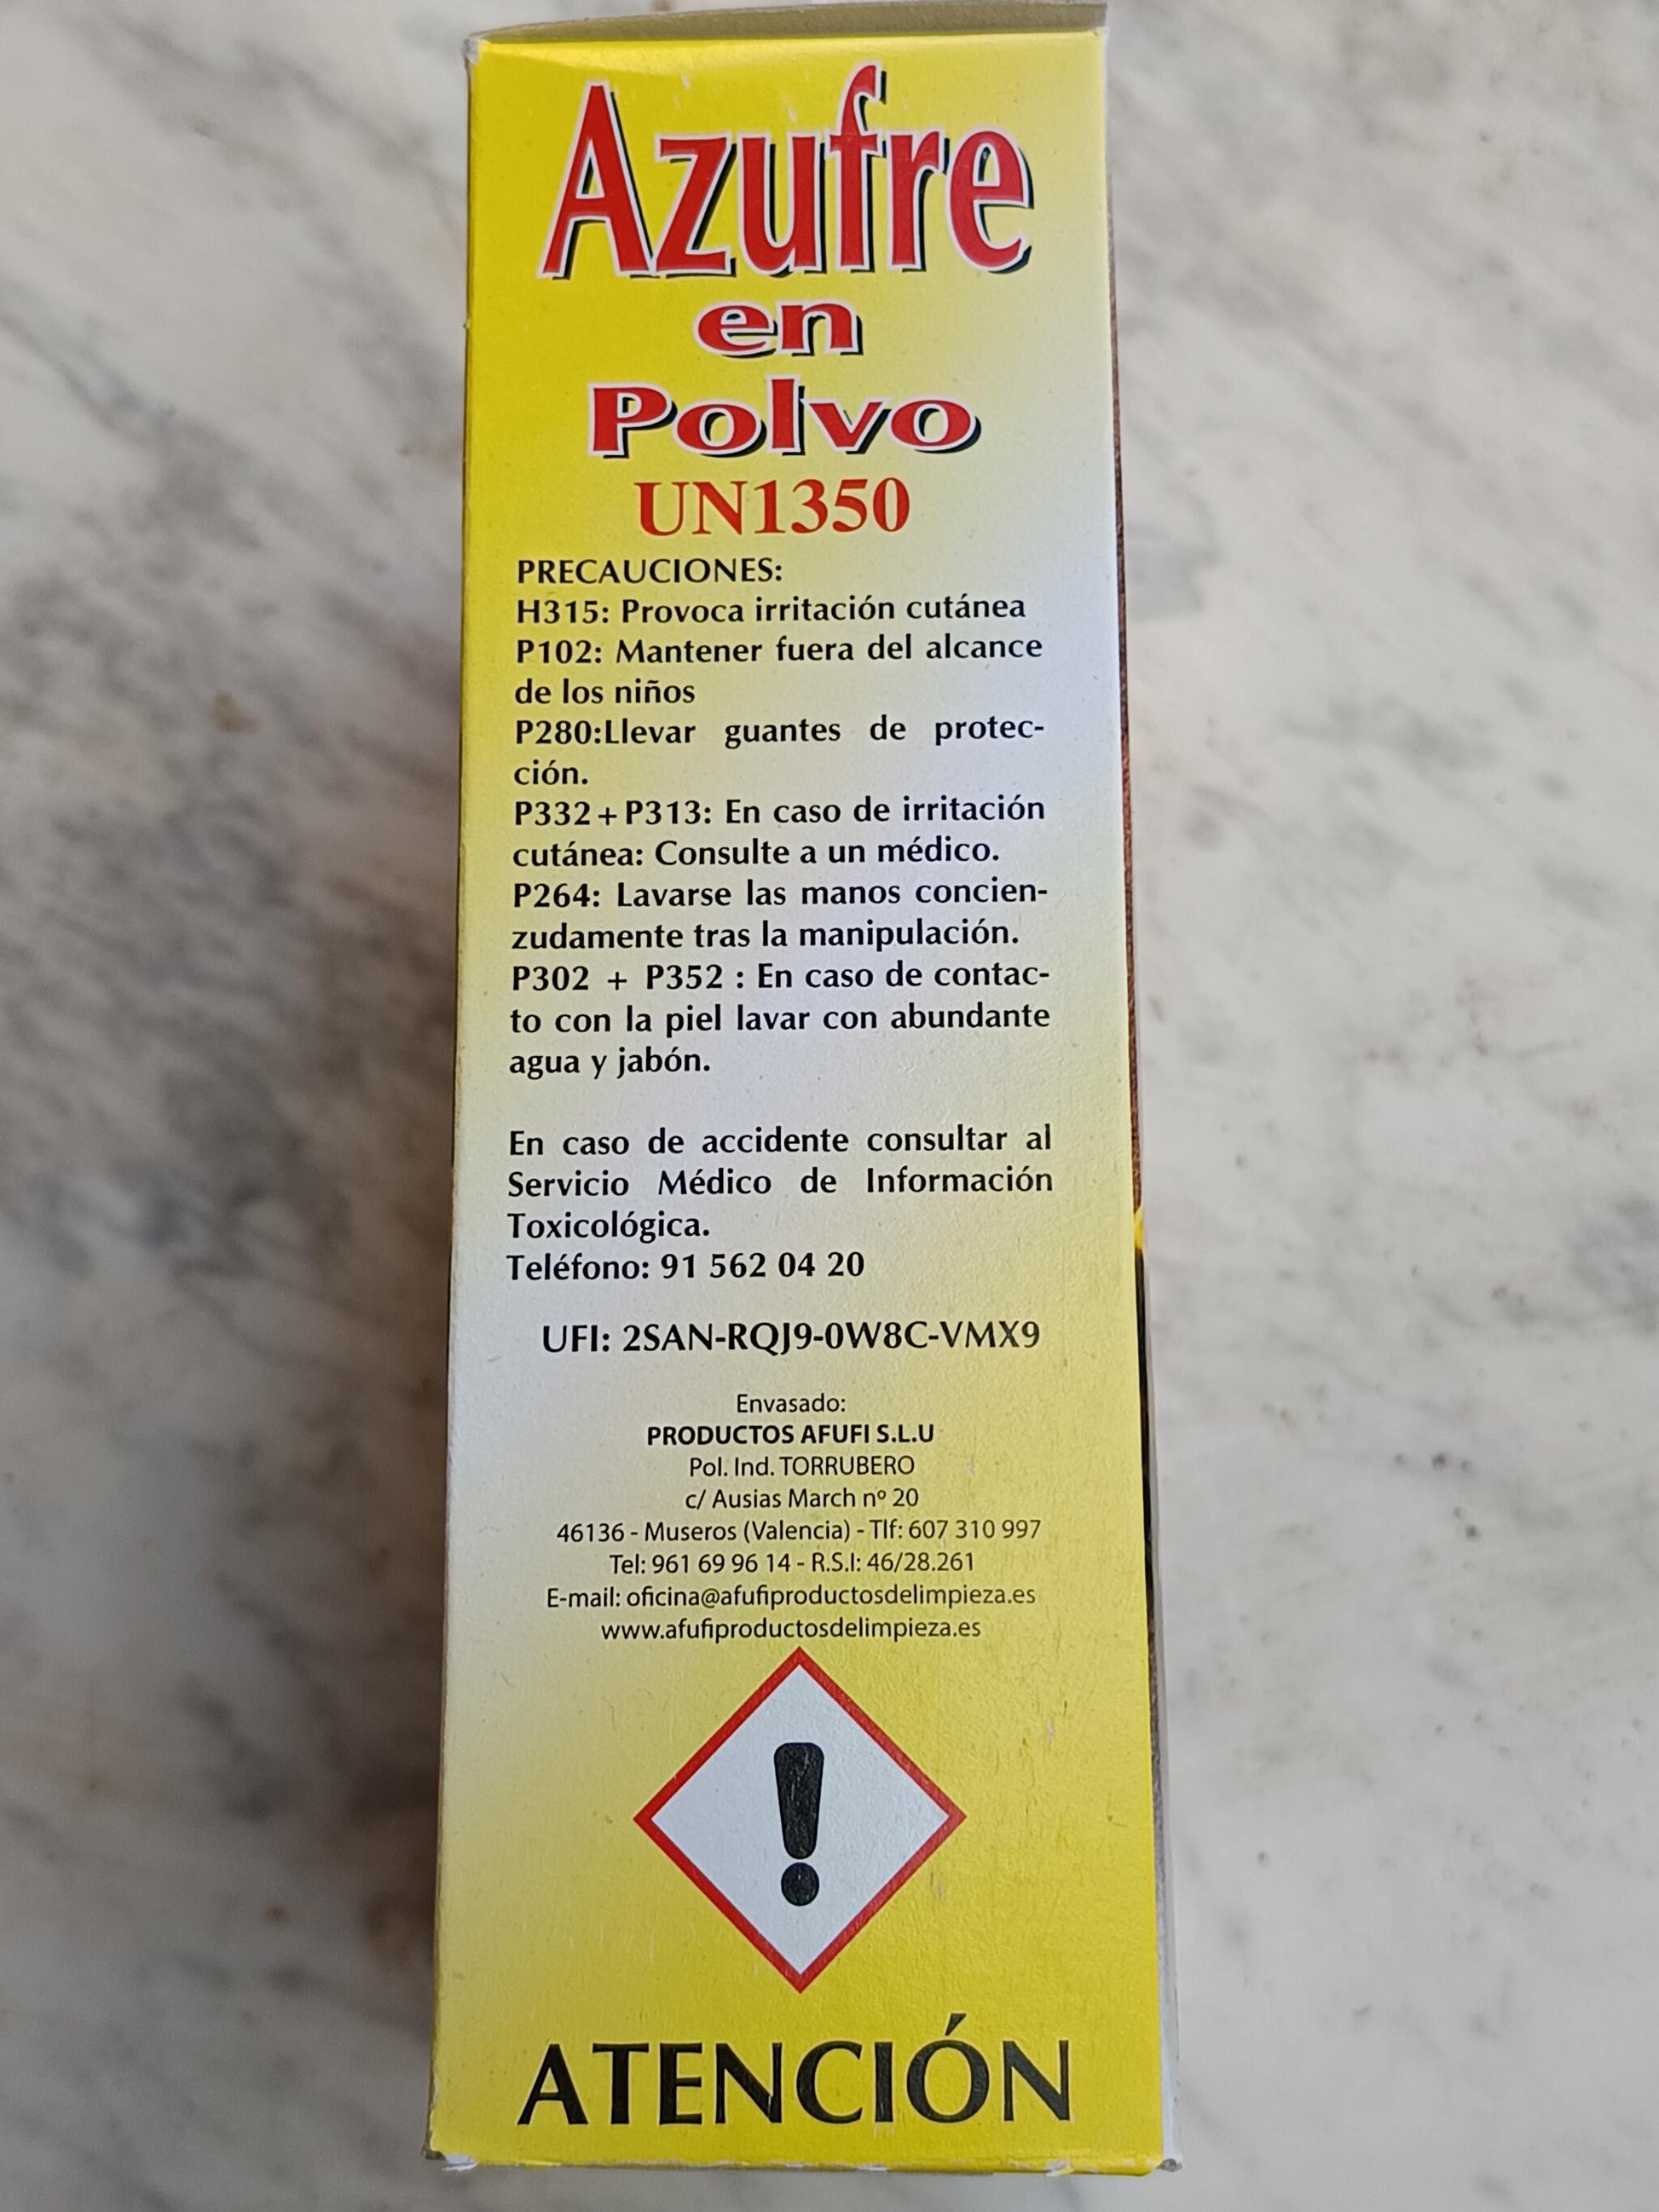 Azufre
en
Polvo
UN1350
PRECAUCIONES:
H315: Provoca irritación cutánea
P102: Mantener fuera del alcance
de los niños
P280:Llevar guantes de protec-
ción.
P332+P313: En caso de irritación
cutánea: Consulte a un médico.
P264: Lavarse las manos concien-
zudamente tras la manipulación.
P302 + P352 : En caso de contac-
to con la piel lavar con abundante
agua y jabón.
En caso de accidente consultar al
Servicio Médico de Información
Toxicológica.
Teléfono: 91 562 04 20
UFI: 2SAN-RQJ9-0W8C-VMX9
Envasado:
PRODUCTOS AFUFI S.L.U
Pol. Ind. TORRUBERO
c/ Ausias March nº 20
46136 - Museros (Valencia) - Tlf: 607 310 997
Tel: 961 69 96 14 - R.S.I: 46/28.261
E-mail: oficina@afufiproductosdelimpieza.es
www.afufiproductosdelimpieza.es
!
ATENCIÓN